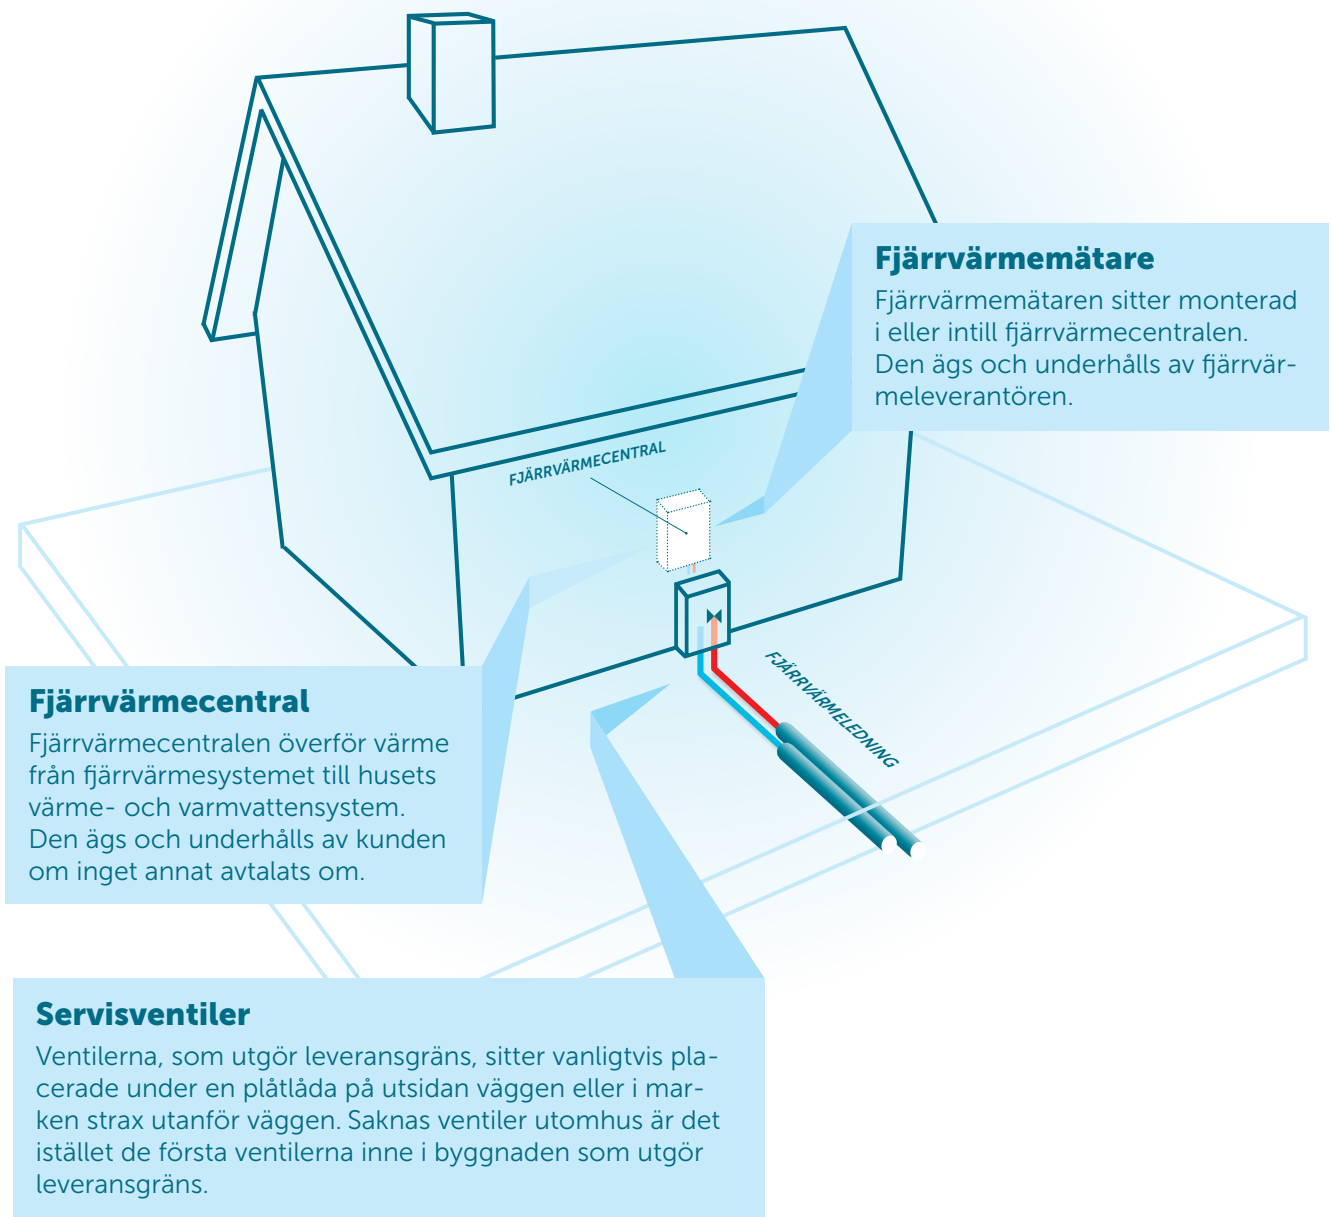 Fjärrvärmemätare
Fjärrvärmemätaren sitter monterad
i eller intill fjärrvärmecentralen.
Den ägs och underhålls av fjärrvär-
meleverantören.
FJÄRRVÄRMECENTRAL
FJÄRRVÄRMELEDNING
Fjärrvärmecentral
Fjärrvärmecentralen överför värme
från fjärrvärmesystemet till husets
värme- och varmvattensystem.
Den ägs och underhålls av kunden
om inget annat avtalats om.
Servisventiler
Ventilerna, som utgör leveransgräns, sitter vanligtvis pla-
cerade under en plåtlåda på utsidan väggen eller i mar-
ken strax utanför väggen. Saknas ventiler utomhus är det
istället de första ventilerna inne i byggnaden som utgör
leveransgräns.